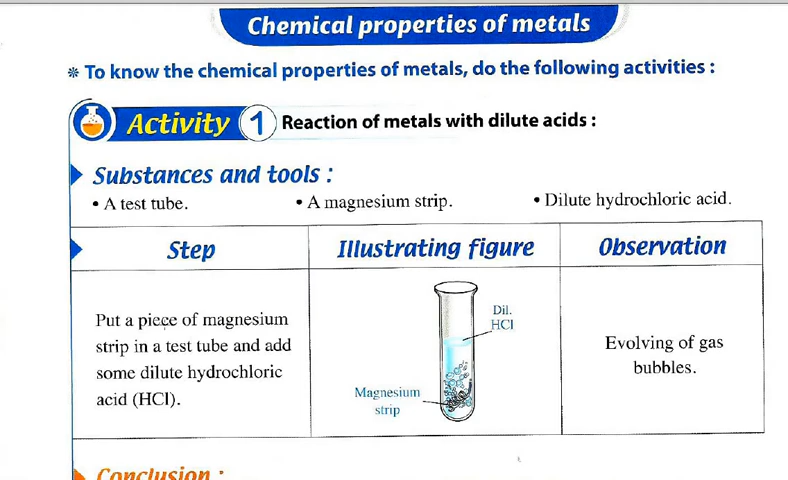 Chemical properties of metals
* To know the chemical properties of metals, do the following activities :
Activity 1 Reaction of metals with dilute acids :
Substances and tools :
• A test tube. • A magnesium strip. • Dilute hydrochloric acid.
Step Illustrating figure Observation
Put a piece of magnesium
strip in a test tube and add
some dilute hydrochloric
acid (HCl).
Dil.
HCl
Magnesium
strip
Evolving of gas
bubbles.
Conclusion :